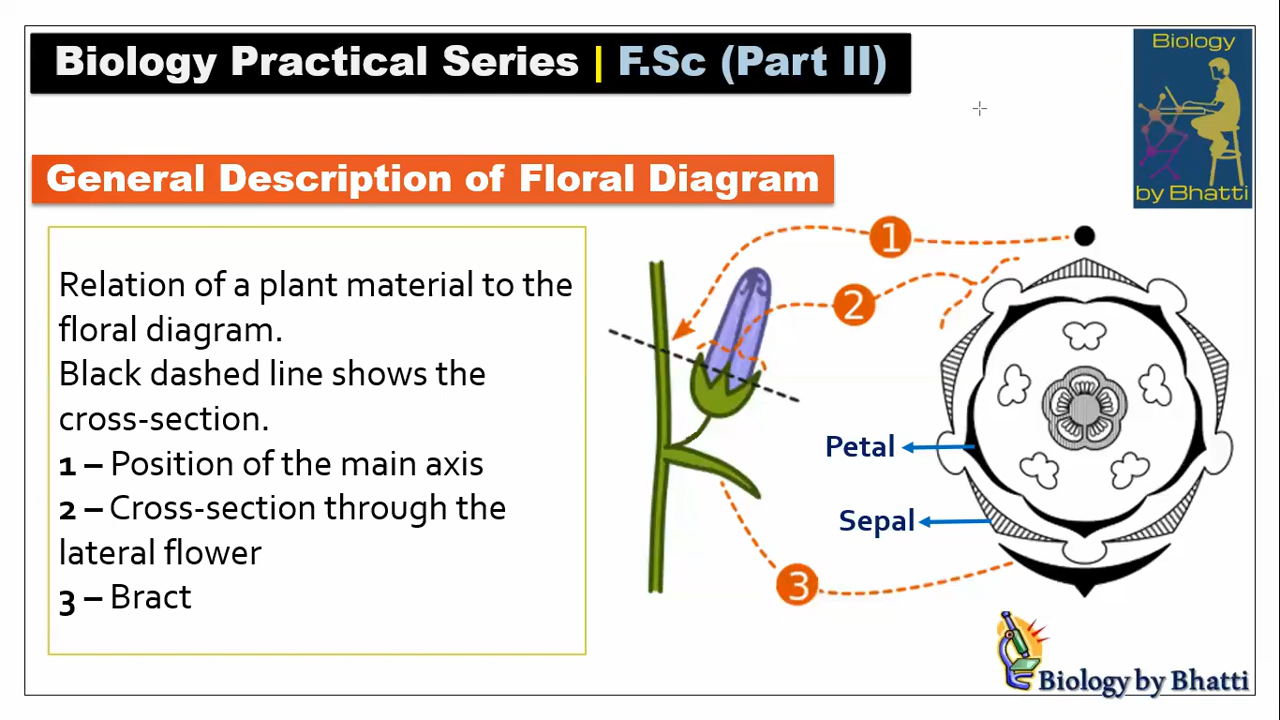 Biology Practical Series | F.Sc (Part II)
Biology
by Bhatti
General Description of Floral Diagram
Relation of a plant material to the
floral diagram.
Black dashed line shows the
cross-section.
1 – Position of the main axis
2 – Cross-section through the
lateral flower
3 – Bract
1
2
3
Petal
Sepal
Biology by Bhatti